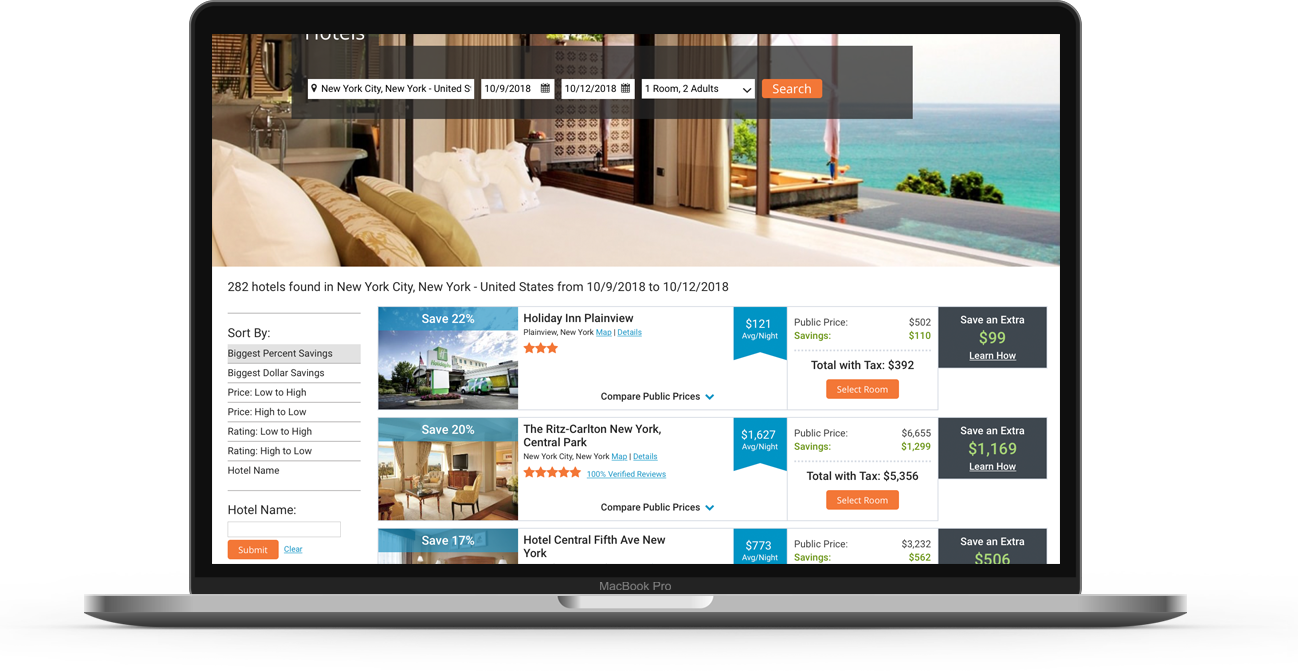 Hotels
New York City, New York - United S
10/9/2018
10/12/2018
1 Room, 2 Adults
Search
282 hotels found in New York City, New York - United States from 10/9/2018 to 10/12/2018
Sort By:
Biggest Percent Savings
Biggest Dollar Savings
Price: Low to High
Price: High to Low
Rating: Low to High
Rating: High to Low
Hotel Name
Hotel Name:
Submit
Clear
Save 22%
Holiday Inn Plainview
Plainview, New York Map | Details
Compare Public Prices
$121
Avg/Night
Public Price: $502
Savings: $110
Total with Tax: $392
Select Room
Save an Extra
$99
Learn How
Save 20%
The Ritz-Carlton New York,
Central Park
New York City, New York Map | Details
100% Verified Reviews
Compare Public Prices
$1,627
Avg/Night
Public Price: $6,655
Savings: $1,299
Total with Tax: $5,356
Select Room
Save an Extra
$1,169
Learn How
Save 17%
Hotel Central Fifth Ave New
York
$773
Avg/Night
Public Price: $3,232
Savings: $562
Save an Extra
$506
MacBook Pro